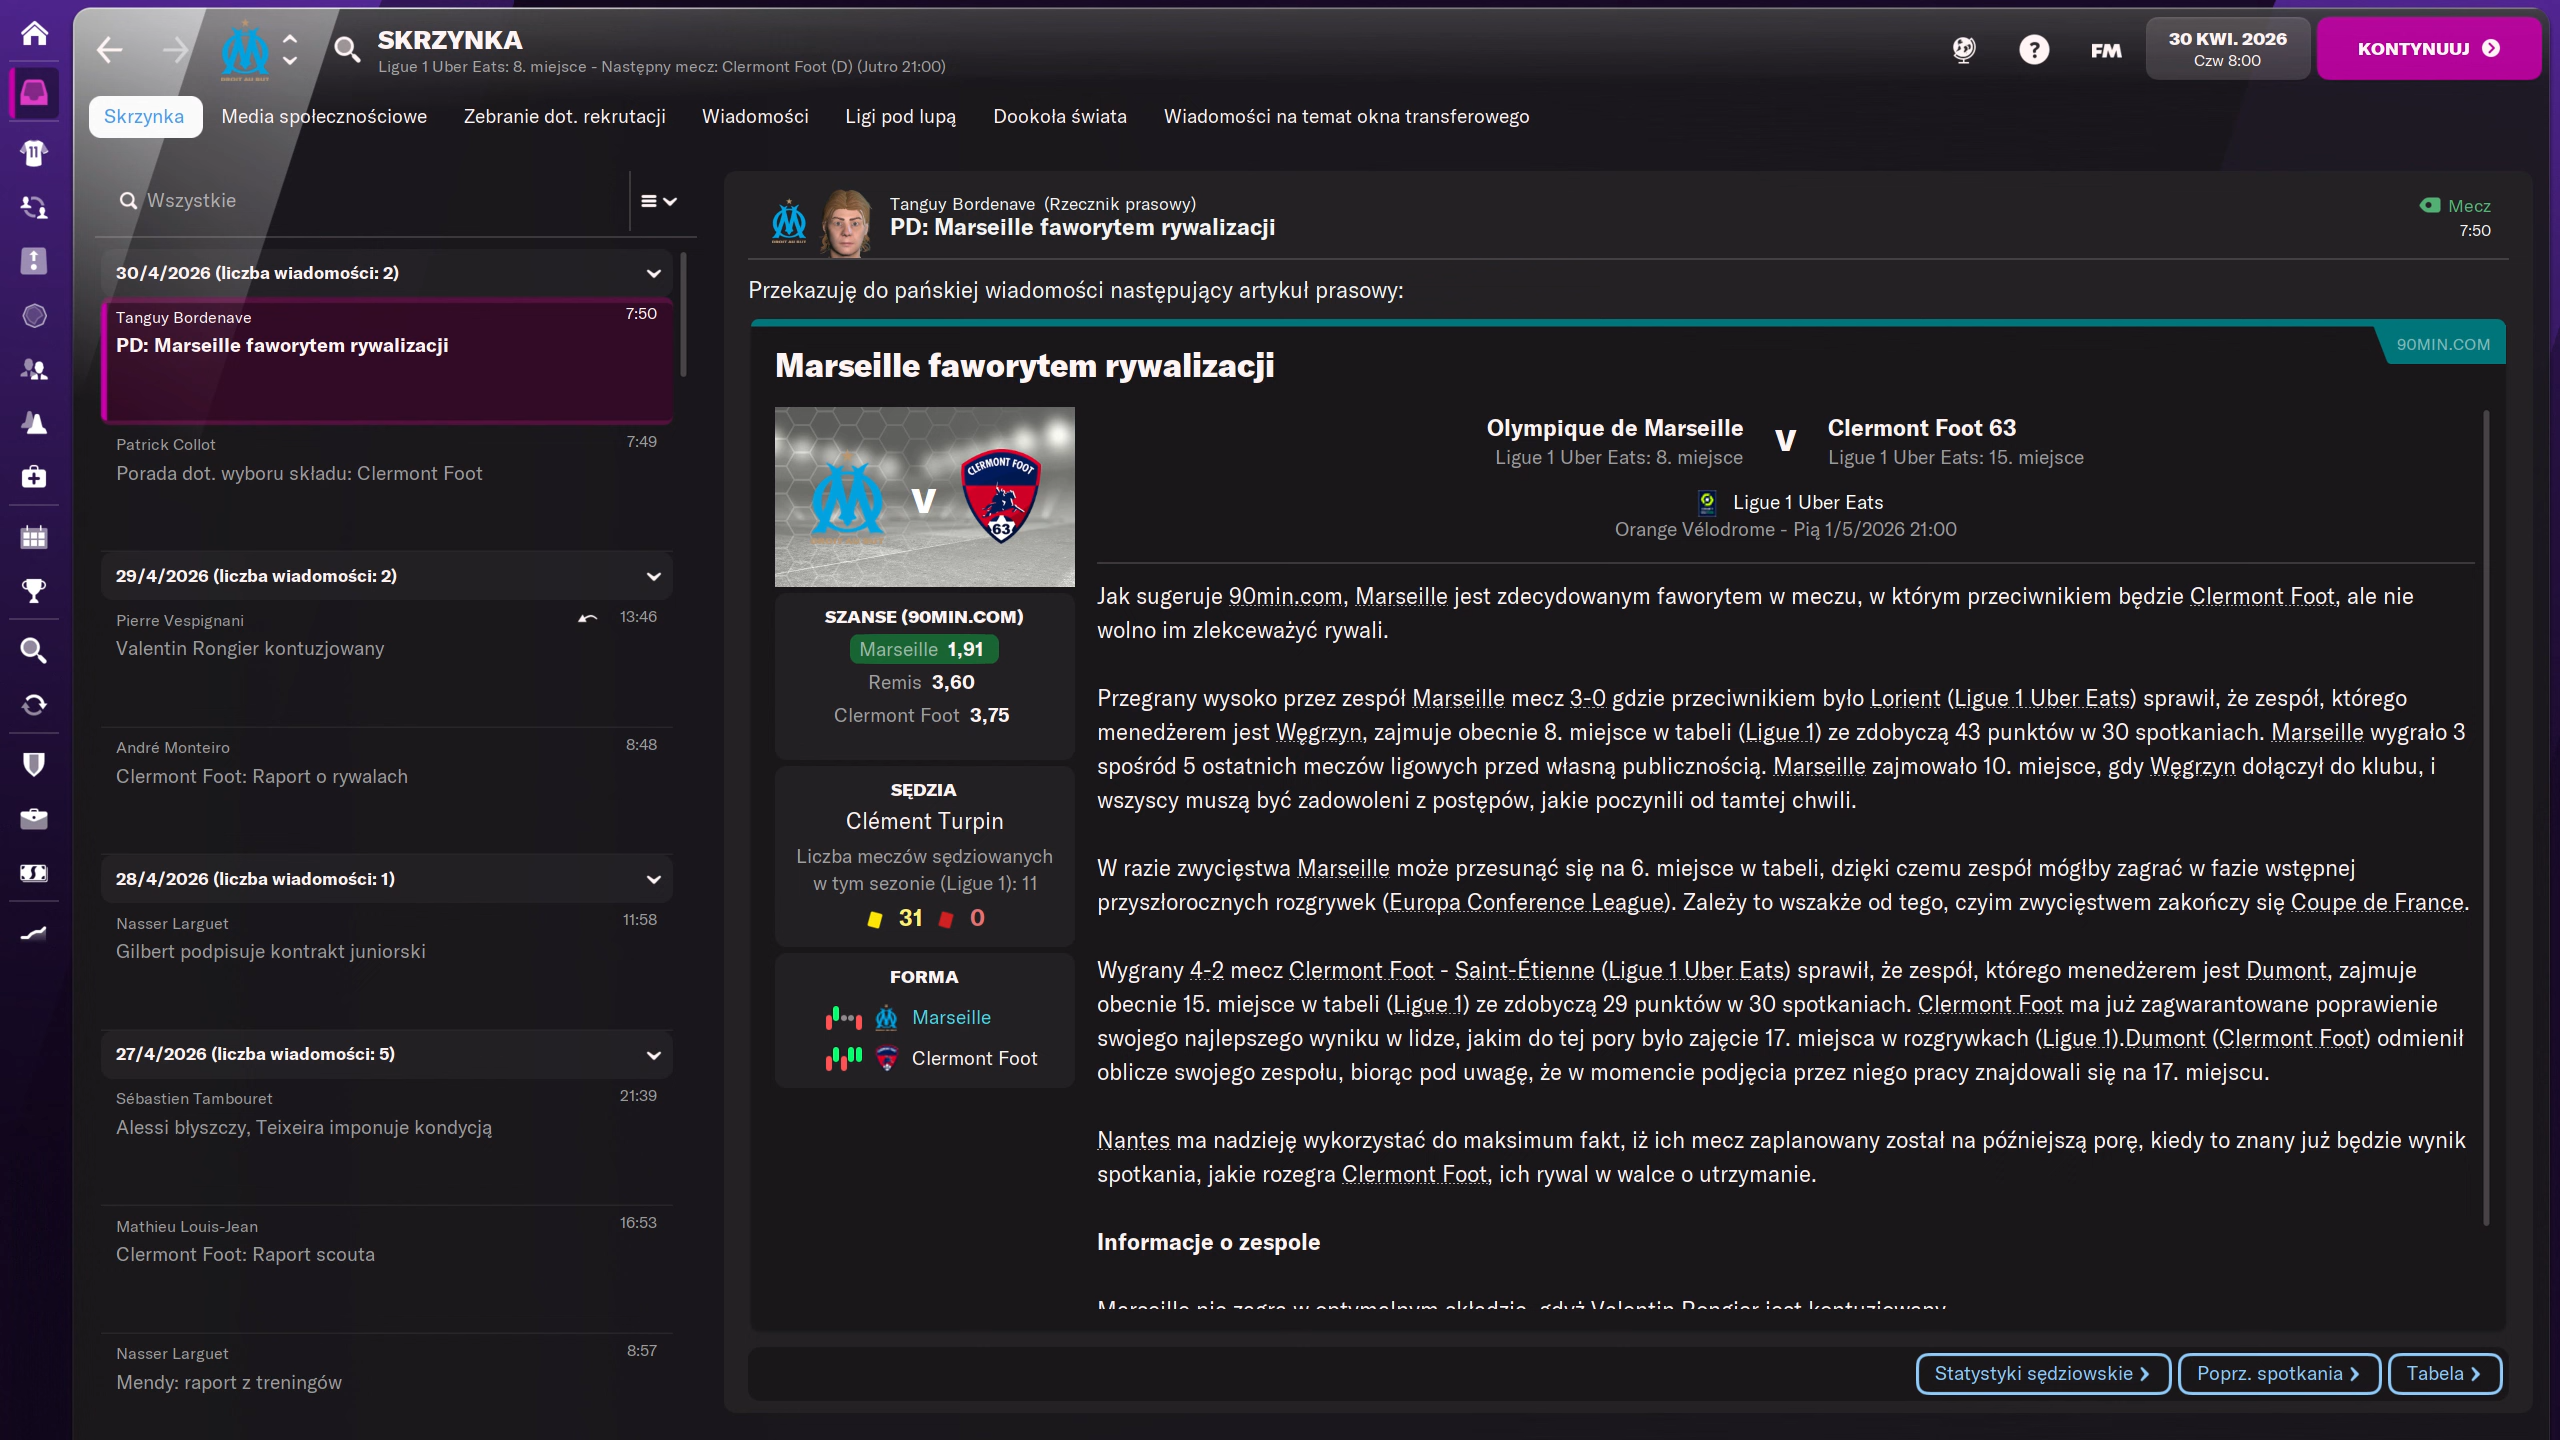 SKRZYNKA
Ligue 1 Uber Eats: 8. miejsce - Następny mecz: Clermont Foot (D) (Jutro 21:00)
FM
30 KWI. 2026
Czw 8:00
KONTYNUUJ
Skrzynka
Media społecznościowe
Zebranie dot. rekrutacji
Wiadomości
Ligi pod lupą
Dookoła świata
Wiadomości na temat okna transferowego
Wszystkie
30/4/2026 (liczba wiadomości: 2)
Tanguy Bordenave 7:50
PD: Marseille faworytem rywalizacji
Patrick Collot 7:49
Porada dot. wyboru składu: Clermont Foot
29/4/2026 (liczba wiadomości: 2)
Pierre Vespignani 13:46
Valentin Rongier kontuzjowany
André Monteiro 8:48
Clermont Foot: Raport o rywalach
28/4/2026 (liczba wiadomości: 1)
Nasser Larguet 11:58
Gilbert podpisuje kontrakt juniorski
27/4/2026 (liczba wiadomości: 5)
Sébastien Tambouret 21:39
Alessi błyszczy, Teixeira imponuje kondycją
Mathieu Louis-Jean 16:53
Clermont Foot: Raport scouta
Nasser Larguet 8:57
Mendy: raport z treningów
Tanguy Bordenave (Rzecznik prasowy)
PD: Marseille faworytem rywalizacji
Mecz
7:50
Przekazuję do pańskiej wiadomości następujący artykuł prasowy:
90MIN.COM
Marseille faworytem rywalizacji
V
CLERMONT FOOT
63
SZANSE (90MIN.COM)
Marseille 1,91
Remis 3,60
Clermont Foot 3,75
SĘDZIA
Clément Turpin
Liczba meczów sędziowanych
w tym sezonie (Ligue 1): 11
31 0
FORMA
Marseille
Clermont Foot
Olympique de Marseille V Clermont Foot 63
Ligue 1 Uber Eats: 8. miejsce Ligue 1 Uber Eats: 15. miejsce
Ligue 1 Uber Eats
Orange Vélodrome - Pią 1/5/2026 21:00
Jak sugeruje 90min.com, Marseille jest zdecydowanym faworytem w meczu, w którym przeciwnikiem będzie Clermont Foot, ale nie
wolno im zlekceważyć rywali.
Przegrany wysoko przez zespół Marseille mecz 3-0 gdzie przeciwnikiem było Lorient (Ligue 1 Uber Eats) sprawił, że zespół, którego
menedżerem jest Węgrzyn, zajmuje obecnie 8. miejsce w tabeli (Ligue 1) ze zdobyczą 43 punktów w 30 spotkaniach. Marseille wygrało 3
spośród 5 ostatnich meczów ligowych przed własną publicznością. Marseille zajmowało 10. miejsce, gdy Węgrzyn dołączył do klubu, i
wszyscy muszą być zadowoleni z postępów, jakie poczynili od tamtej chwili.
W razie zwycięstwa Marseille może przesunąć się na 6. miejsce w tabeli, dzięki czemu zespół mógłby zagrać w fazie wstępnej
przyszłorocznych rozgrywek (Europa Conference League). Zależy to wszakże od tego, czyim zwycięstwem zakończy się Coupe de France.
Wygrany 4-2 mecz Clermont Foot - Saint-Étienne (Ligue 1 Uber Eats) sprawił, że zespół, którego menedżerem jest Dumont, zajmuje
obecnie 15. miejsce w tabeli (Ligue 1) ze zdobyczą 29 punktów w 30 spotkaniach. Clermont Foot ma już zagwarantowane poprawienie
swojego najlepszego wyniku w lidze, jakim do tej pory było zajęcie 17. miejsca w rozgrywkach (Ligue 1).Dumont (Clermont Foot) odmienił
oblicze swojego zespołu, biorąc pod uwagę, że w momencie podjęcia przez niego pracy znajdowali się na 17. miejscu.
Nantes ma nadzieję wykorzystać do maksimum fakt, iż ich mecz zaplanowany został na późniejszą porę, kiedy to znany już będzie wynik
spotkania, jakie rozegra Clermont Foot, ich rywal w walce o utrzymanie.
Informacje o zespole
Marseille nie zagra w optymalnym składzie, gdyż Valentin Rongier jest kontuzjowany.
Statystyki sędziowskie
Poprz. spotkania
Tabela